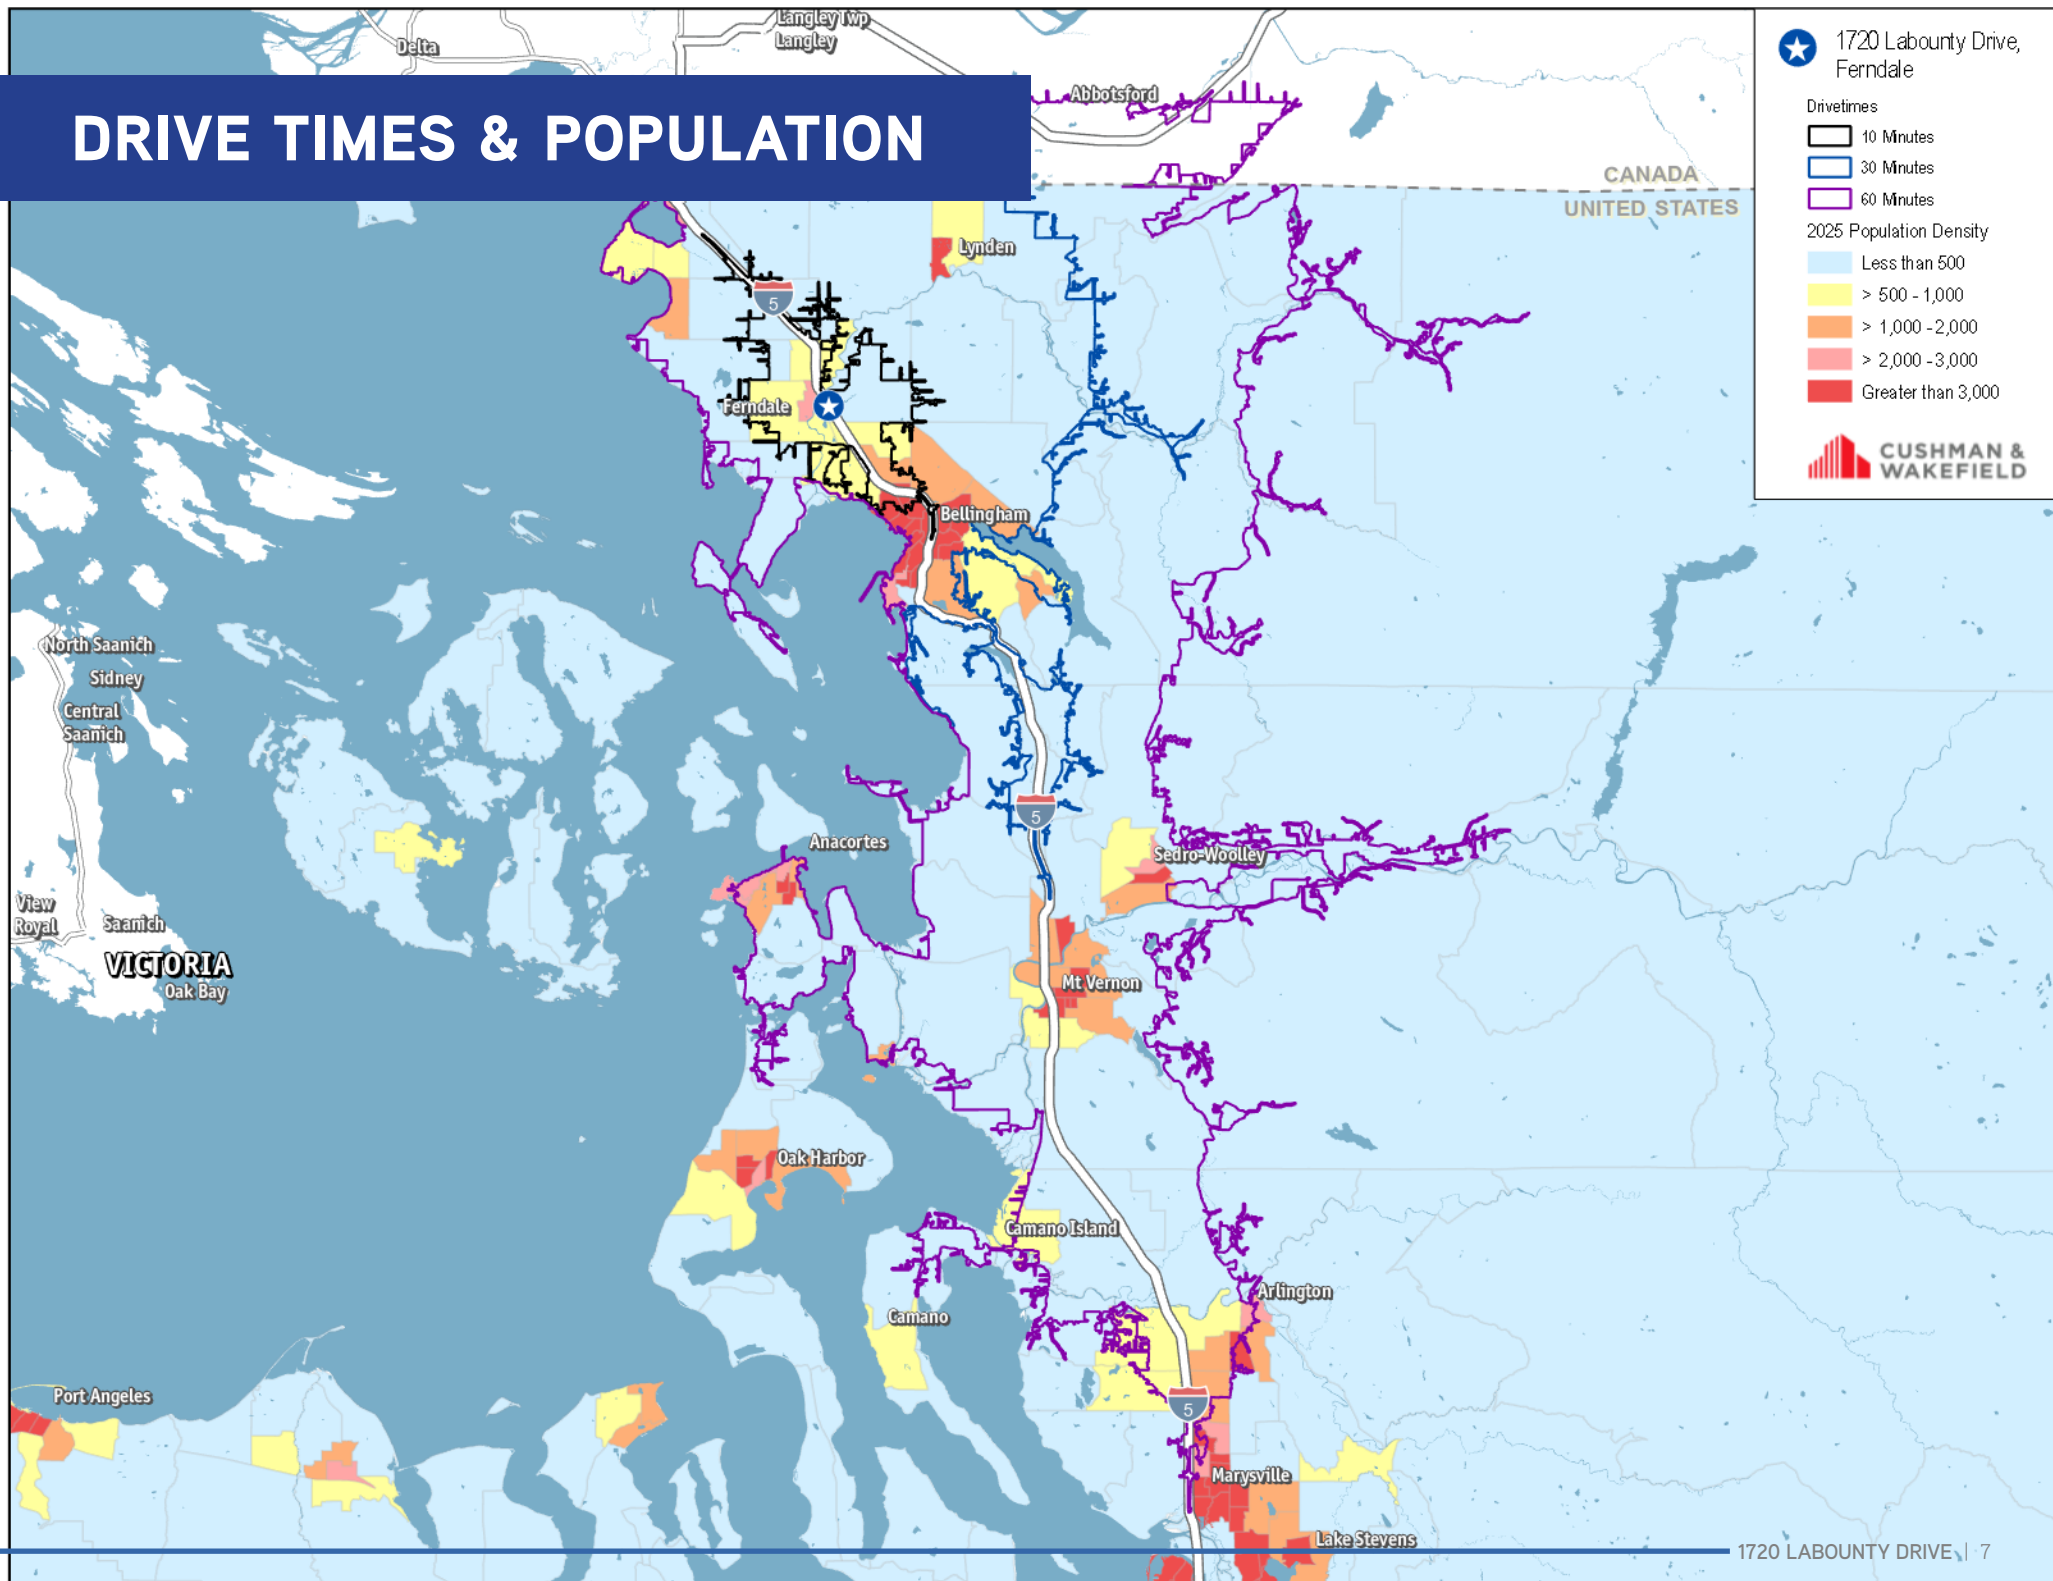 Langley Twp
Langley
Delta
DRIVE TIMES & POPULATION
Abbotsford
CANADA
UNITED STATES
1720 Labounty Drive,
Ferndale
Drivetimes
10 Minutes
30 Minutes
60 Minutes
2025 Population Density
Less than 500
> 500 - 1,000
> 1,000 - 2,000
> 2,000 - 3,000
Greater than 3,000
CUSHMAN &
WAKEFIELD
Lynden
5
Ferndale
Bellingham
North Saanich
Sidney
Central
Saanich
5
Anacortes
Sedro-Woolley
View
Royal
Saanich
VICTORIA
Oak Bay
Mt Vernon
Oak Harbor
Camano Island
Arlington
Camano
Port Angeles
5
Marysville
Lake Stevens
1720 LABOUNTY DRIVE | 7